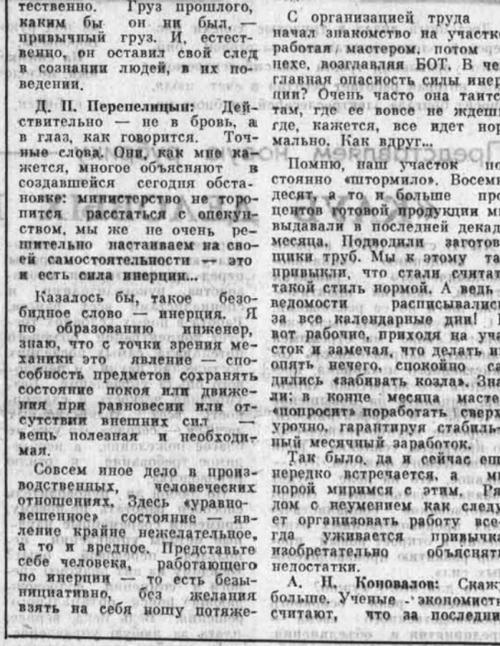 тественно. Груз прошлого,
каким бы он ни был, —
привычный груз. И, естест-
венно, он оставил свой след
в сознании людей, в их по-
ведении.
Д. П. Перепелицын: Дей-
ствительно — не в бровь, а
в глаз, как говорится. Точ-
ные слова. Они, как мне ка-
жется, многое объясняют в
создавшейся сегодня обста-
новке: министерство не торо-
пится расстаться с опекун-
ством, мы же не очень ре-
шительно настаиваем на сво-
ей самостоятельности — это
и есть сила инерции...
Казалось бы, такое безо-
бидное слово — инерция. Я
по образованию инженер,
знаю, что с точки зрения ме-
ханики это явление — спо-
собность предметов сохранять
состояние покоя или движе-
ния при равновесии или от-
сутствии внешних сил —
вещь полезная и необходи-
мая.
Совсем иное дело в произ-
водственных, человеческих
отношениях. Здесь «уравно-
вешенное» состояние — яв-
ление крайне нежелательное,
а то и вредное. Представьте
себе человека, работающего
по инерции — то есть безы-
нициативно, без желания
взять на себя ношу потяже-
С организацией труда
начал знакомство на участке
работая мастером, потом
цехе, возглавляя БОТ. В че
главная опасность силы инер
ции? Очень часто она таитс
там, где ее вовсе не ждеш
где, кажется, все идет нор
мально. Как вдруг...
Помню, наш участок по
стоянно «штормило». Восемь
десят, а то и больше про
центов готовой продукции м
выдавали в последней декад
месяца. Подводили заготов
щики труб. Мы к этому та
привыкли, что стали считат
такой стиль нормой. А ведь
ведомости расписывалис
за все календарные дни!
вот рабочие, приходя на уча
сток и замечая, что делать и
опять нечего, спокойно са
дились «забивать козла». Зна
ли: в конце месяца масте
«попросит» поработать сверх
урочно, гарантируя стабиль
ный месячный заработок.
Так было, да и сейчас ещ
нередко встречается, а м
порой миримся с этим. Ря
дом с неумением как следу
ет организовать работу все
гда уживается привычка
изобретательно объяснят
недостатки.
А. Н. Коновалов: Скаж
больше. Ученые - экономист
считают, что за последни